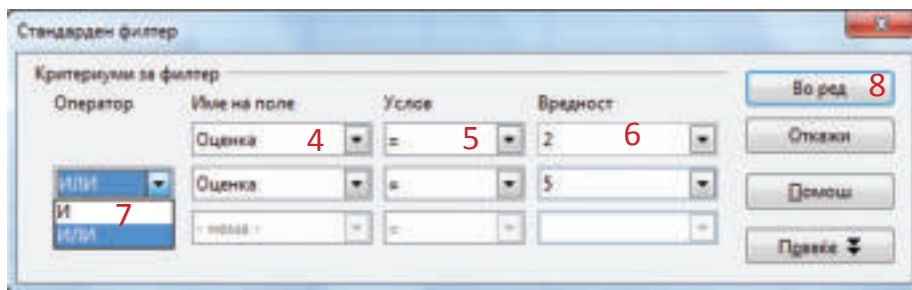 Стандарден филтер
Критериуми за филтер
Оператор Име на поле Услов Вредност
Оценка 4 = 5 2 6
ИЛИ Оценка = 5
И 7
ИЛИ - нема - =
Во ред 8
Откажи
Помош
Повеќе